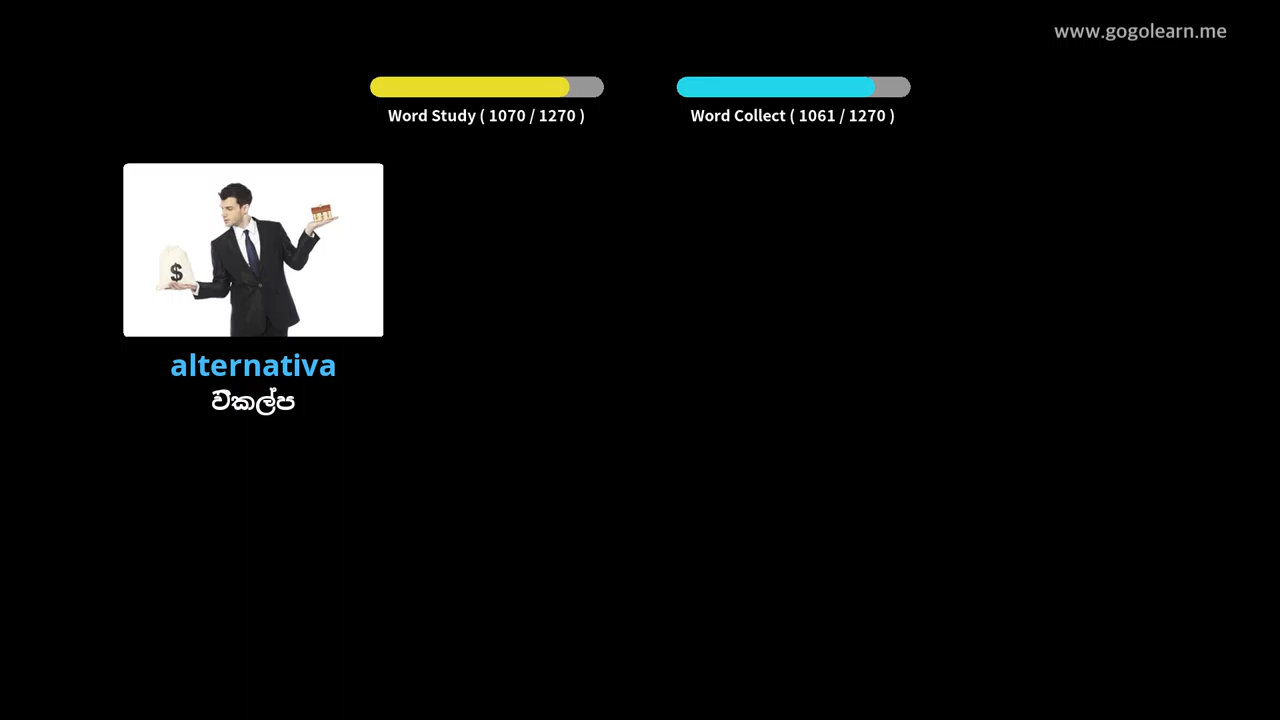 www.gogolearn.me
Word Study ( 1070 / 1270 )
Word Collect ( 1061 / 1270 )
$
alternativa
විකල්ප